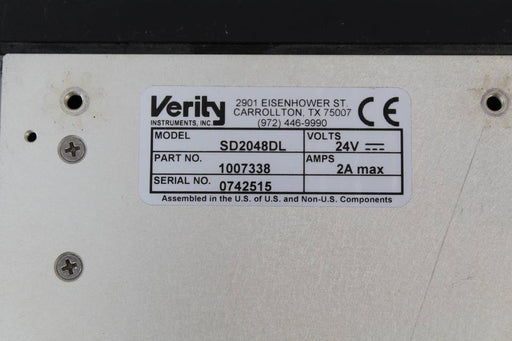 Verity
INSTRUMENTS, INC.
2901 EISENHOWER ST.
CARROLLTON, TX 75007
(972) 446-9990
CE
MODEL
SD2048DL
VOLTS
24V ⎓
PART NO.
1007338
AMPS
2A max
SERIAL NO.
0742515
Assembled in the U.S. of U.S. and Non-U.S. Components